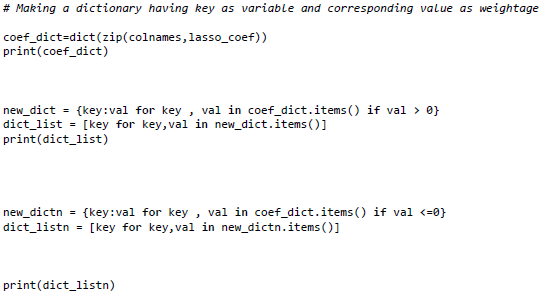 # Making a dictionary having key as variable and corresponding value as weightage
coef_dict=dict(zip(colnames,lasso_coef))
print(coef_dict)
new_dict = {key:val for key , val in coef_dict.items() if val > 0}
dict_list = [key for key,val in new_dict.items()]
print(dict_list)
new_dictn = {key:val for key , val in coef_dict.items() if val <=0}
dict_listn = [key for key,val in new_dictn.items()]
print(dict_listn)